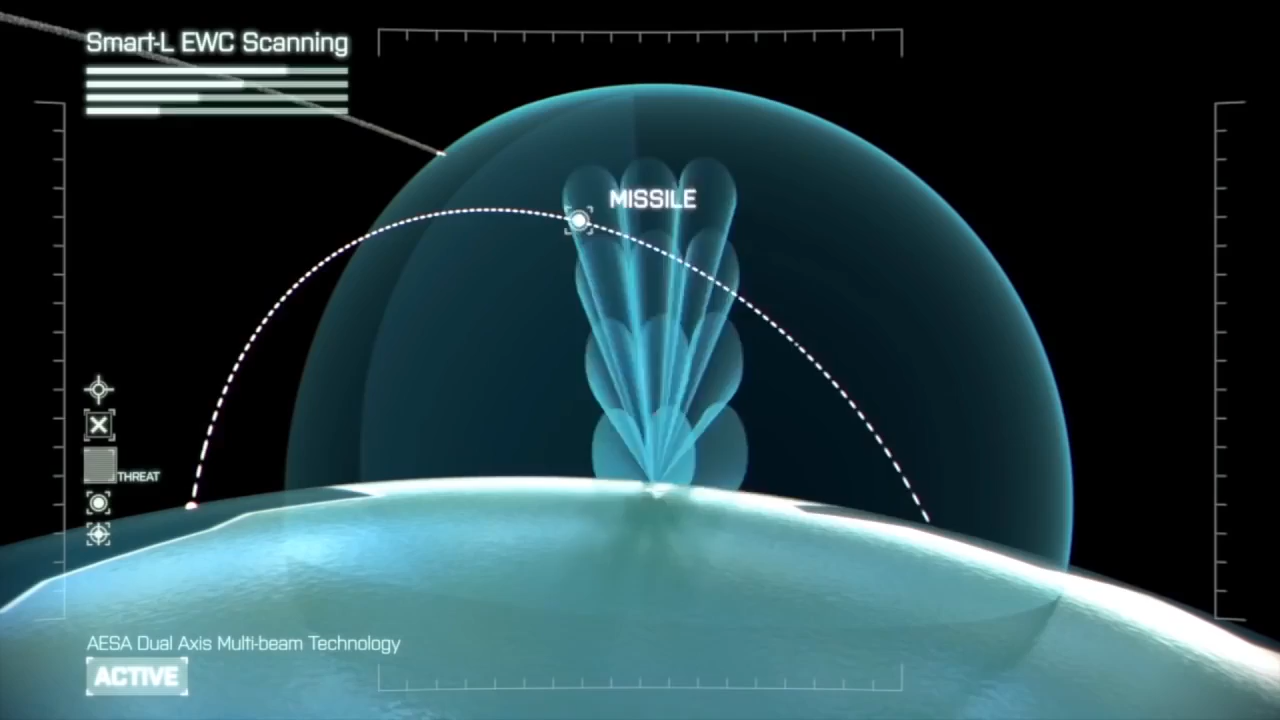 Smart-L EWC Scanning
MISSILE
THREAT
AESA Dual Axis Multi-beam Technology
ACTIVE